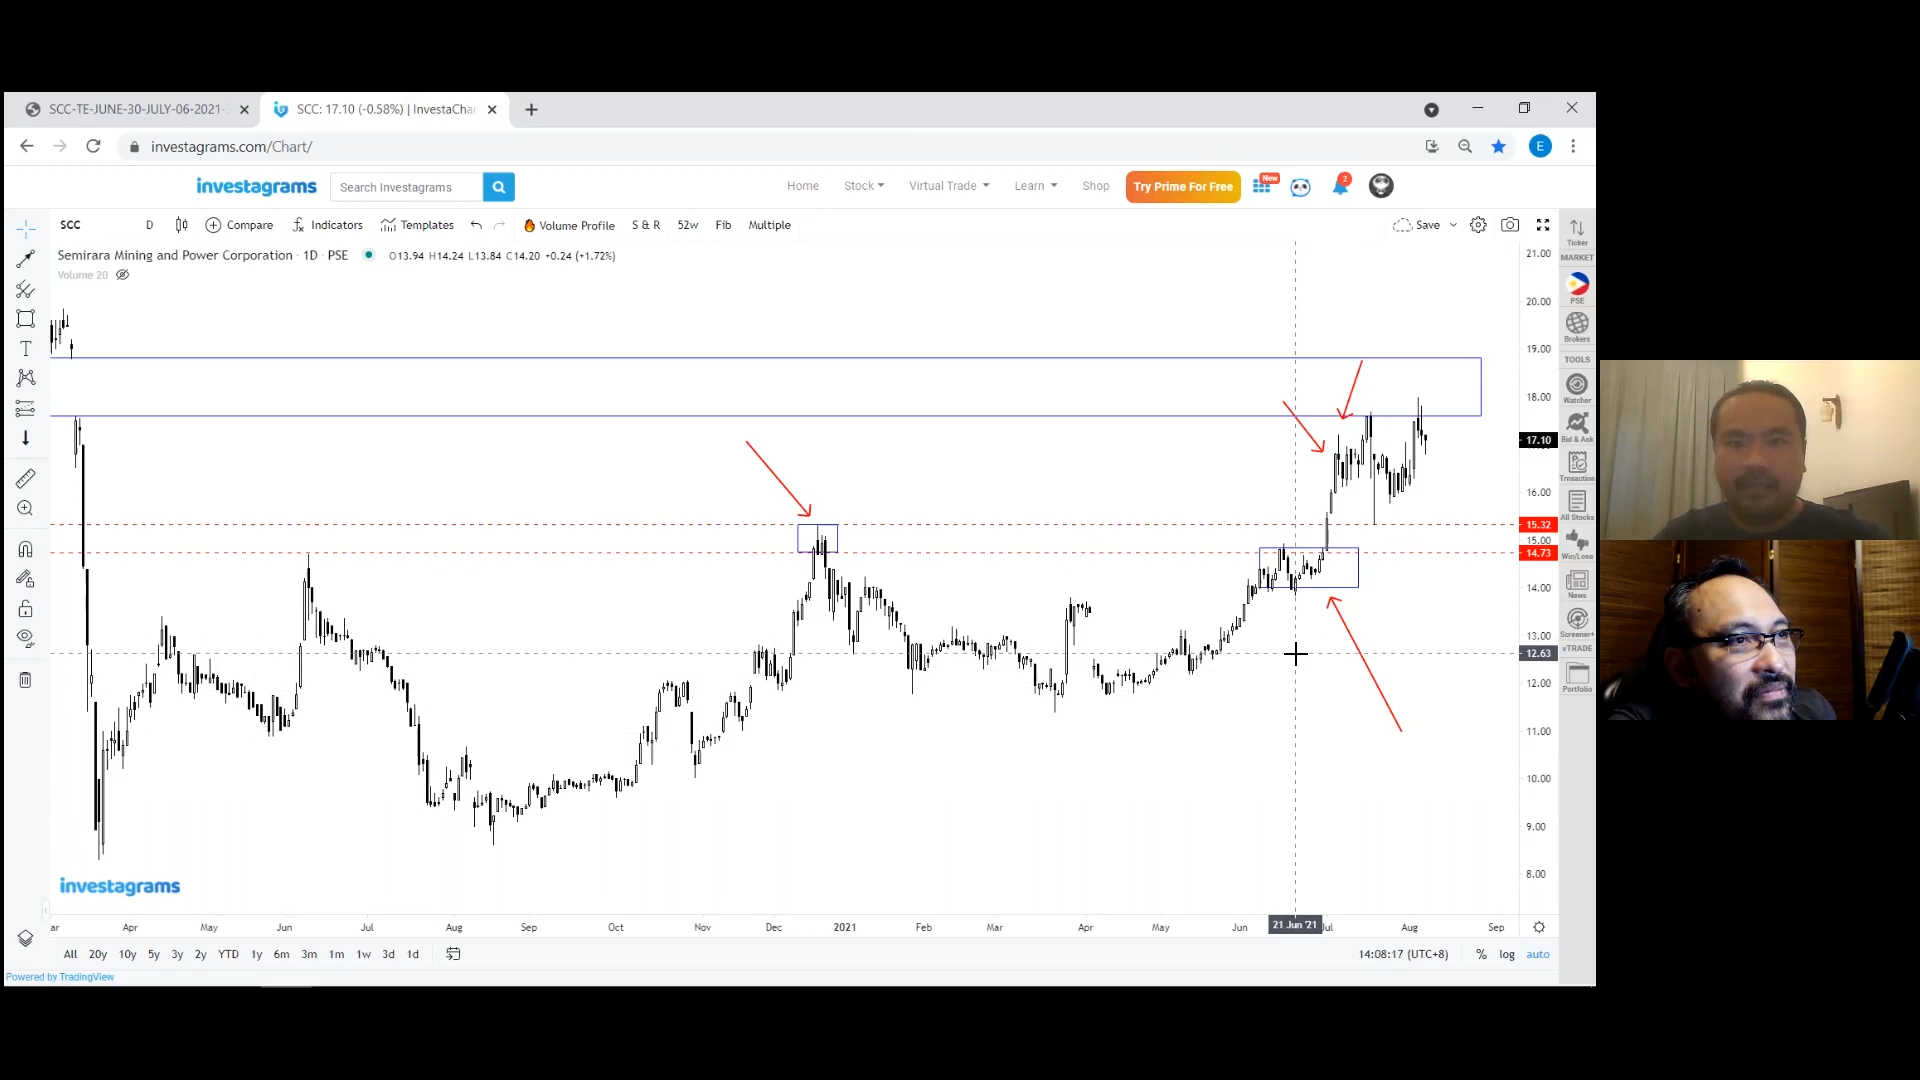 SCC-TE-JUNE-30-JULY-06-2021-
SCC: 17.10 (-0.58%) | InvestaChar
investagrams.com/Chart/
E
investagrams
Search Investagrams
Home
Stock
Virtual Trade
Learn
Shop
Try Prime For Free
New
2
SCC
D
Compare
Indicators
Templates
Volume Profile
S & R
52w
Fib
Multiple
Save
Ticker
Semirara Mining and Power Corporation · 1D · PSE
O13.94 H14.24 L13.84 C14.20 +0.24 (+1.72%)
Volume 20
21.00
20.00
19.00
18.00
17.10
16.00
15.32
15.00
14.73
14.00
13.00
12.63
12.00
11.00
10.00
9.00
8.00
MARKET
PSE
Brokers
TOOLS
Watcher
Bid & Ask
Trnsaction
All Stocks
Win/Lose
News
Screener+
vTRADE
Portfolio
investagrams
ar
Apr
May
Jun
Jul
Aug
Sep
Oct
Nov
Dec
2021
Feb
Mar
Apr
May
Jun
21 Jun '21
Jul
Aug
Sep
All
20y
10y
5y
3y
2y
YTD
1y
6m
3m
1m
1w
3d
1d
14:08:17 (UTC+8)
%
log
auto
Powered by TradingView